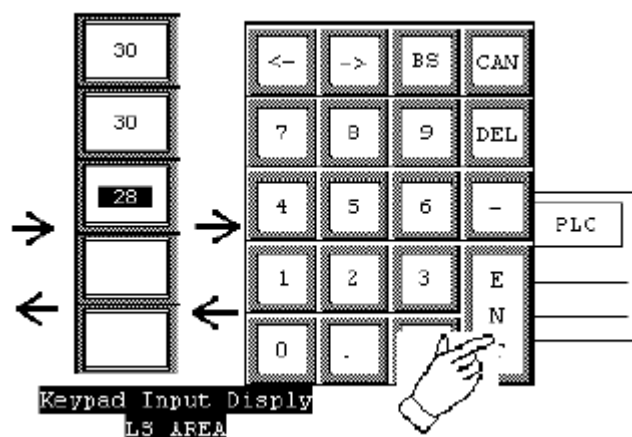 30
30
28
<- -> BS CAN
7 8 9 DEL
4 5 6 -
1 2 3
0 .
E
N
PLC
Keypad Input Disply
LS AREA